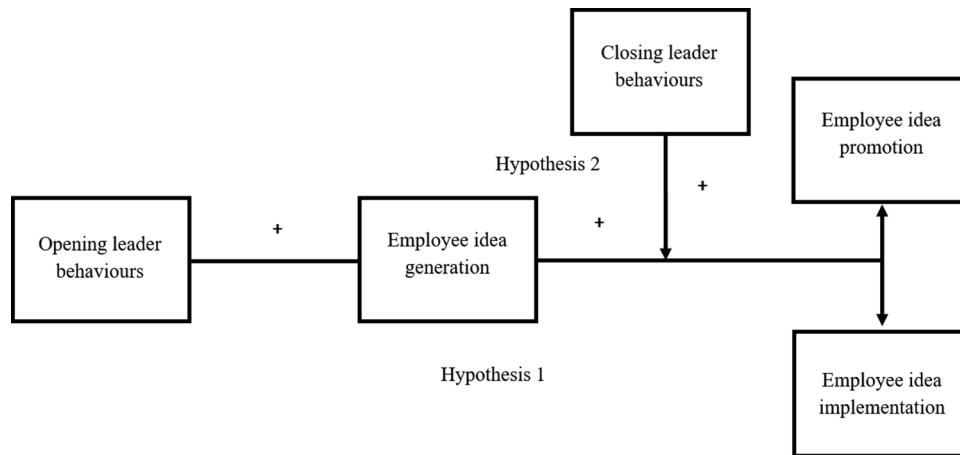 Closing leader
behaviours
Employee idea
promotion
Hypothesis 2
+
+
+
Opening leader
behaviours
Employee idea
generation
Hypothesis 1
Employee idea
implementation